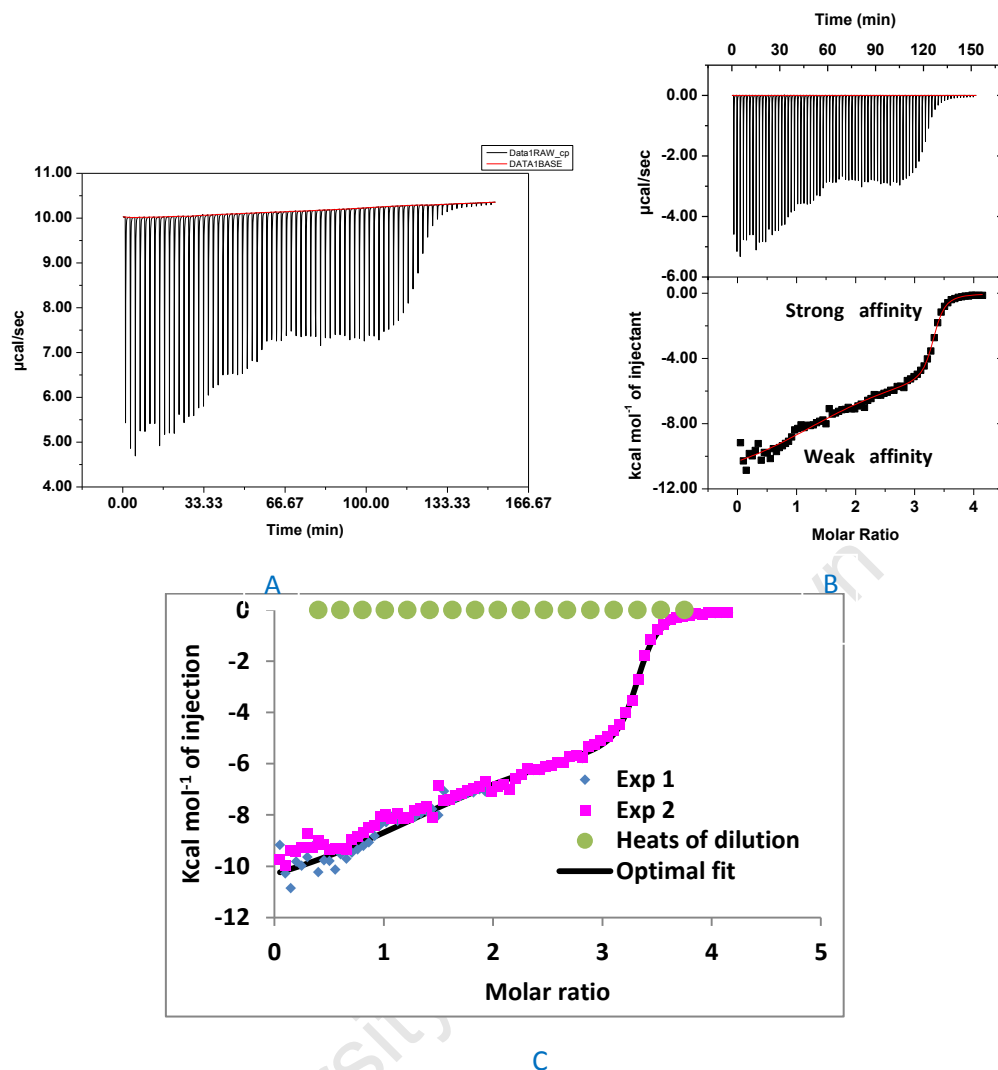 Data1RAW_cp
DATA1BASE
11.00
10.00
9.00
8.00
7.00
6.00
5.00
4.00
µcal/sec
0.00 33.33 66.67 100.00 133.33 166.67
Time (min)
A
Time (min)
0 30 60 90 120 150
0.00
-2.00
-4.00
-6.00
µcal/sec
0.00
-4.00
-8.00
-12.00
kcal mol-1 of injectant
Strong affinity
Weak affinity
0 1 2 3 4
Molar Ratio
B
0
-2
-4
-6
-8
-10
-12
Kcal mol-1 of injection
Exp 1
Exp 2
Heats of dilution
Optimal fit
0 1 2 3 4 5
Molar ratio
C